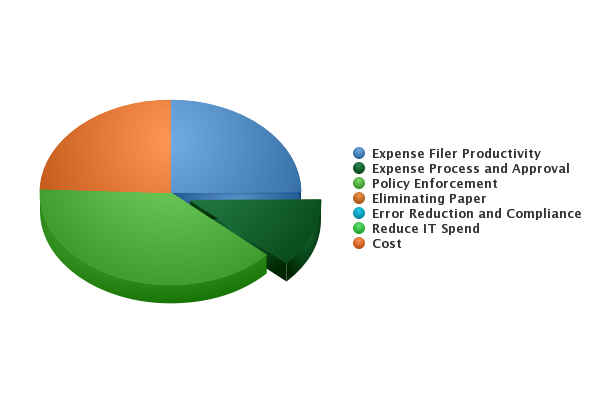 Expense Filer Productivity
Expense Process and Approval
Policy Enforcement
Eliminating Paper
Error Reduction and Compliance
Reduce IT Spend
Cost